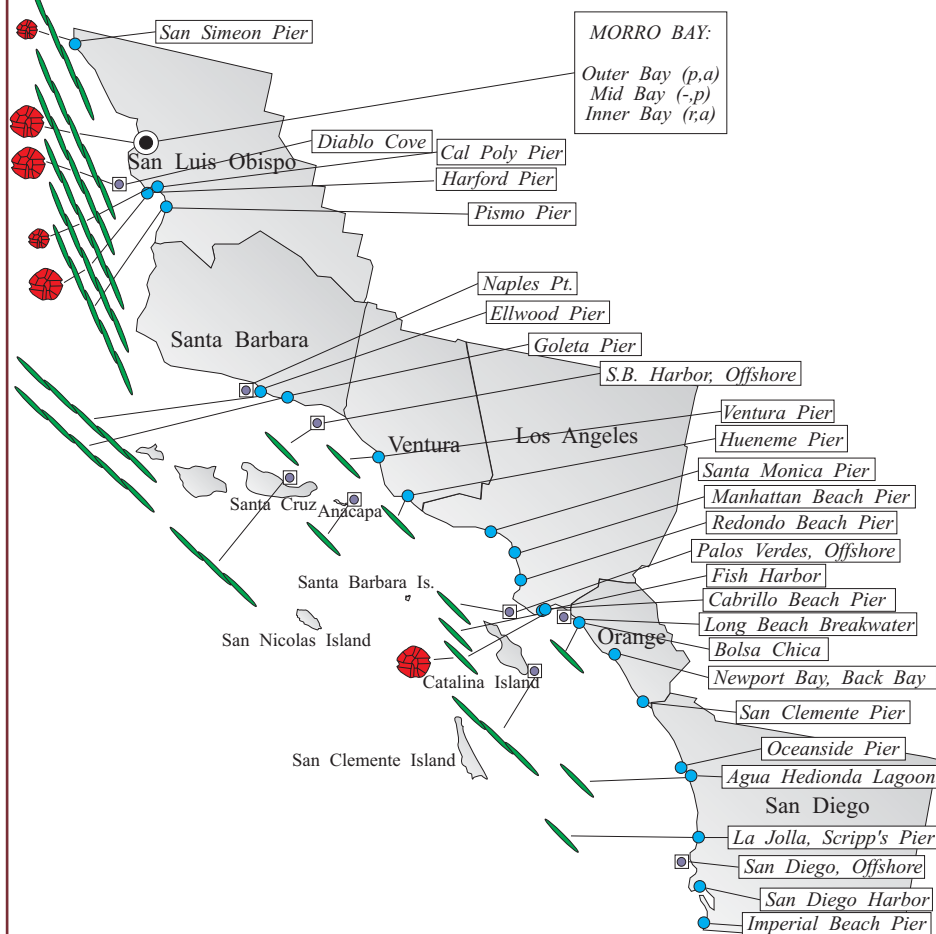 San Simeon Pier
MORRO BAY:
Outer Bay (p,a)
Mid Bay (-,p)
Inner Bay (r,a)
Diablo Cove
San Luis Obispo
Cal Poly Pier
Harford Pier
Pismo Pier
Naples Pt.
Ellwood Pier
Santa Barbara
Goleta Pier
S.B. Harbor, Offshore
Ventura Pier
Los Angeles
Hueneme Pier
Ventura
Santa Monica Pier
Manhattan Beach Pier
Santa Cruz
Anacapa
Redondo Beach Pier
Palos Verdes, Offshore
Fish Harbor
Santa Barbara Is.
Cabrillo Beach Pier
Long Beach Breakwater
San Nicolas Island
Orange
Bolsa Chica
Newport Bay, Back Bay
Catalina Island
San Clemente Pier
Oceanside Pier
San Clemente Island
Agua Hedionda Lagoon
San Diego
La Jolla, Scripp's Pier
San Diego, Offshore
San Diego Harbor
Imperial Beach Pier